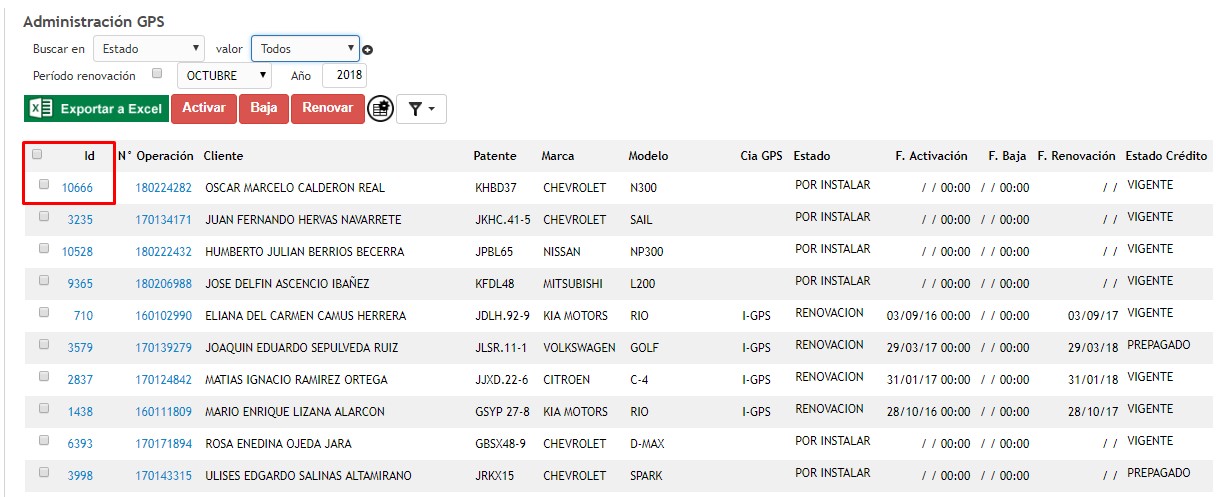 Administración GPS
Buscar en Estado valor Todos
Período renovación OCTUBRE Año 2018
Exportar a Excel Activar Baja Renovar
Id N° Operación Cliente Patente Marca Modelo Cia GPS Estado F. Activación F. Baja F. Renovación Estado Crédito
10666 180224282 OSCAR MARCELO CALDERON REAL KHBD37 CHEVROLET N300 POR INSTALAR / / 00:00 / / 00:00 / / VIGENTE
3235 170134171 JUAN FERNANDO HERVAS NAVARRETE JKHC.41-5 CHEVROLET SAIL POR INSTALAR / / 00:00 / / 00:00 / / VIGENTE
10528 180222432 HUMBERTO JULIAN BERRIOS BECERRA JPBL65 NISSAN NP300 POR INSTALAR / / 00:00 / / 00:00 / / VIGENTE
9365 180206988 JOSE DELFIN ASCENCIO IBAÑEZ KFDL48 MITSUBISHI L200 POR INSTALAR / / 00:00 / / 00:00 / / VIGENTE
710 160102990 ELIANA DEL CARMEN CAMUS HERRERA JDLH.92-9 KIA MOTORS RIO I-GPS RENOVACION 03/09/16 00:00 / / 00:00 03/09/17 VIGENTE
3579 170139279 JOAQUIN EDUARDO SEPULVEDA RUIZ JLSR.11-1 VOLKSWAGEN GOLF I-GPS RENOVACION 29/03/17 00:00 / / 00:00 29/03/18 PREPAGADO
2837 170124842 MATIAS IGNACIO RAMIREZ ORTEGA JJXD.22-6 CITROEN C-4 I-GPS RENOVACION 31/01/17 00:00 / / 00:00 31/01/18 VIGENTE
1438 160111809 MARIO ENRIQUE LIZANA ALARCON GSYP 27-8 KIA MOTORS RIO I-GPS RENOVACION 28/10/16 00:00 / / 00:00 28/10/17 VIGENTE
6393 170171894 ROSA ENEDINA OJEDA JARA GBSX48-9 CHEVROLET D-MAX POR INSTALAR / / 00:00 / / 00:00 / / VIGENTE
3998 170143315 ULISES EDGARDO SALINAS ALTAMIRANO JRKX15 CHEVROLET SPARK POR INSTALAR / / 00:00 / / 00:00 / / PREPAGADO